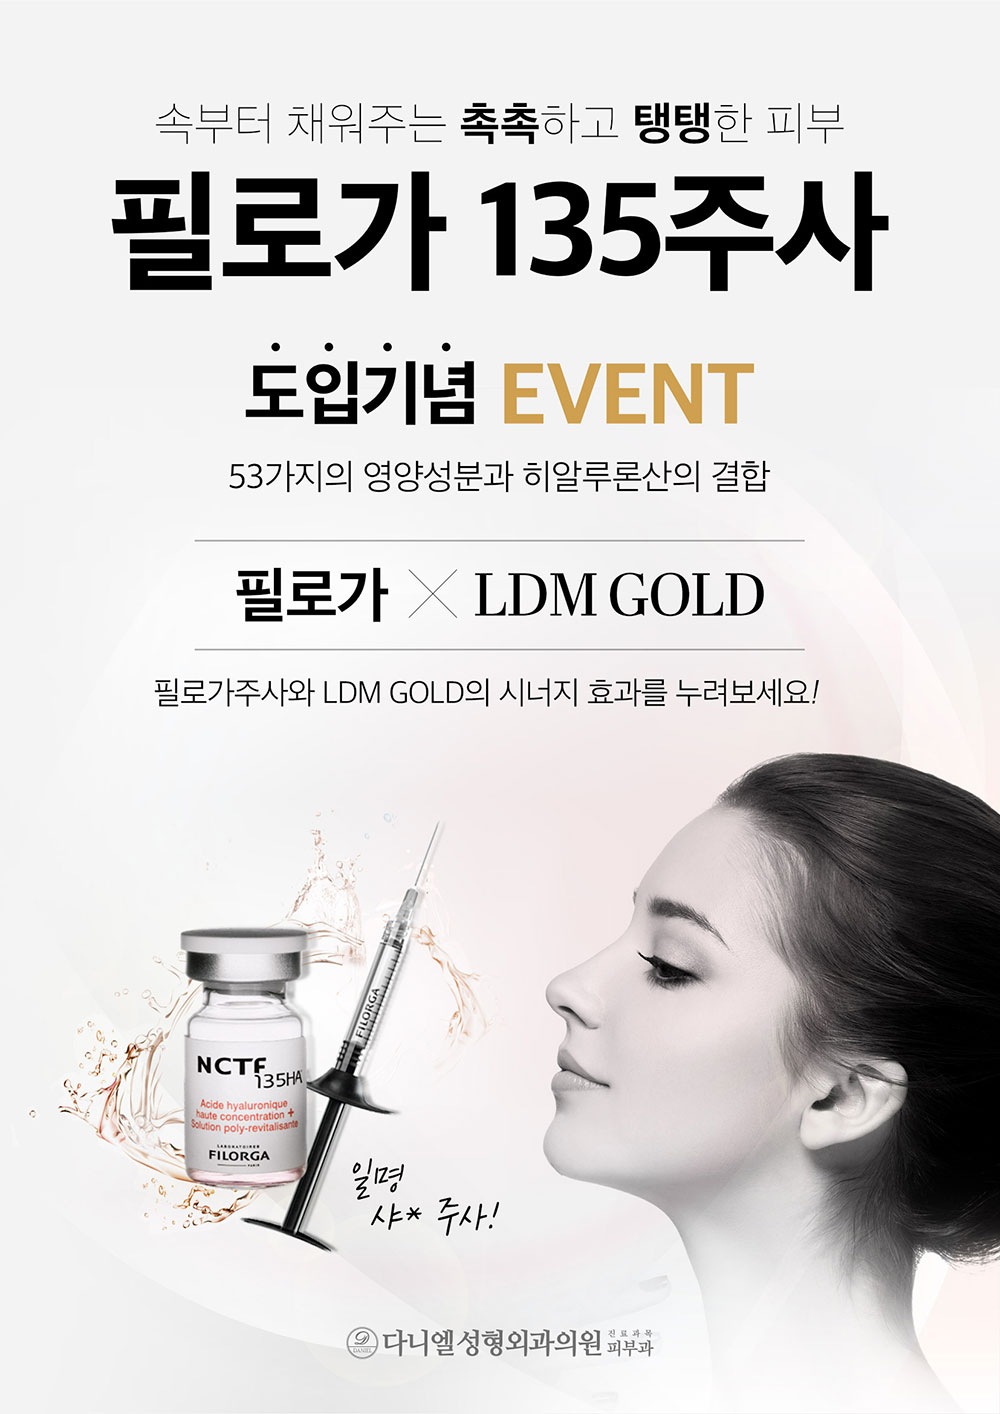 속부터 채워주는 촉촉하고 탱탱한 피부
필로가 135주사
도입기념 EVENT
53가지의 영양성분과 히알루론산의 결합
필로가 × LDM GOLD
필로가주사와 LDM GOLD의 시너지 효과를 누려보세요!
FILORGA
NCTF
135HA
Acide hyaluronique
haute concentration +
Solution poly-revitalisante
LABORATOIRES
FILORGA
PARIS
일명
샤* 주사!
DANIEL
다니엘성형외과의원
진료과목
피부과